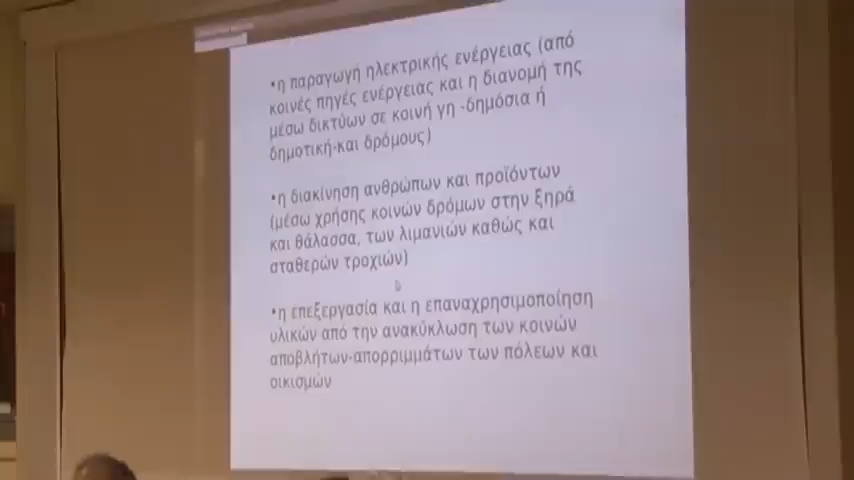 •η παραγωγή ηλεκτρικής ενέργειας (από
κοινές πηγές ενέργειας και η διανομή της
μέσω δικτύων σε κοινή γη -δημόσια ή
δημοτική-και δρόμους)
•η διακίνηση ανθρώπων και προϊόντων
(μέσω χρήσης κοινών δρόμων στην ξηρά
και θάλασσα, των λιμανιών καθώς και
σταθερών τροχιών)
•η επεξεργασία και η επαναχρησιμοποίηση
υλικών από την ανακύκλωση των κοινών
αποβλήτων-απορριμμάτων των πόλεων και
οικισμών